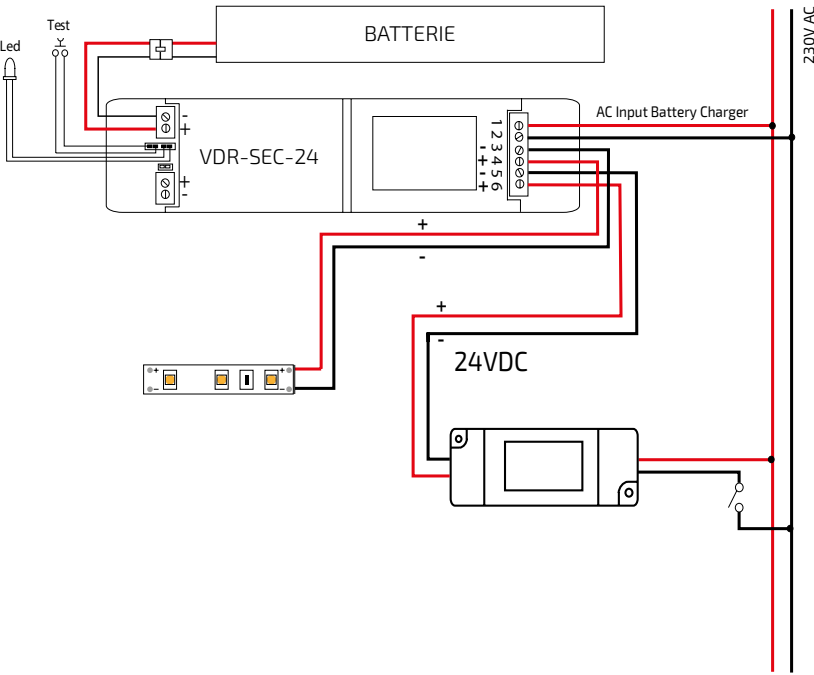 Test
Led
BATTERIE
230V AC
AC Input Battery Charger
-
+
VDR-SEC-24
+
-
1
2
- 3
+ 4
- 5
+ 6
+
-
+
-
24VDC
+ +
- -